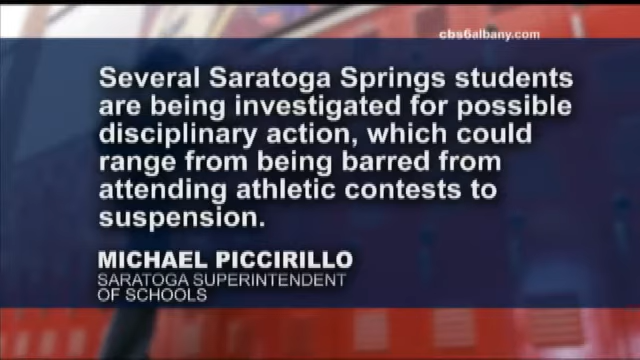 cbs6albany.com
Several Saratoga Springs students
are being investigated for possible
disciplinary action, which could
range from being barred from
attending athletic contests to
suspension.
MICHAEL PICCIRILLO
SARATOGA SUPERINTENDENT
OF SCHOOLS